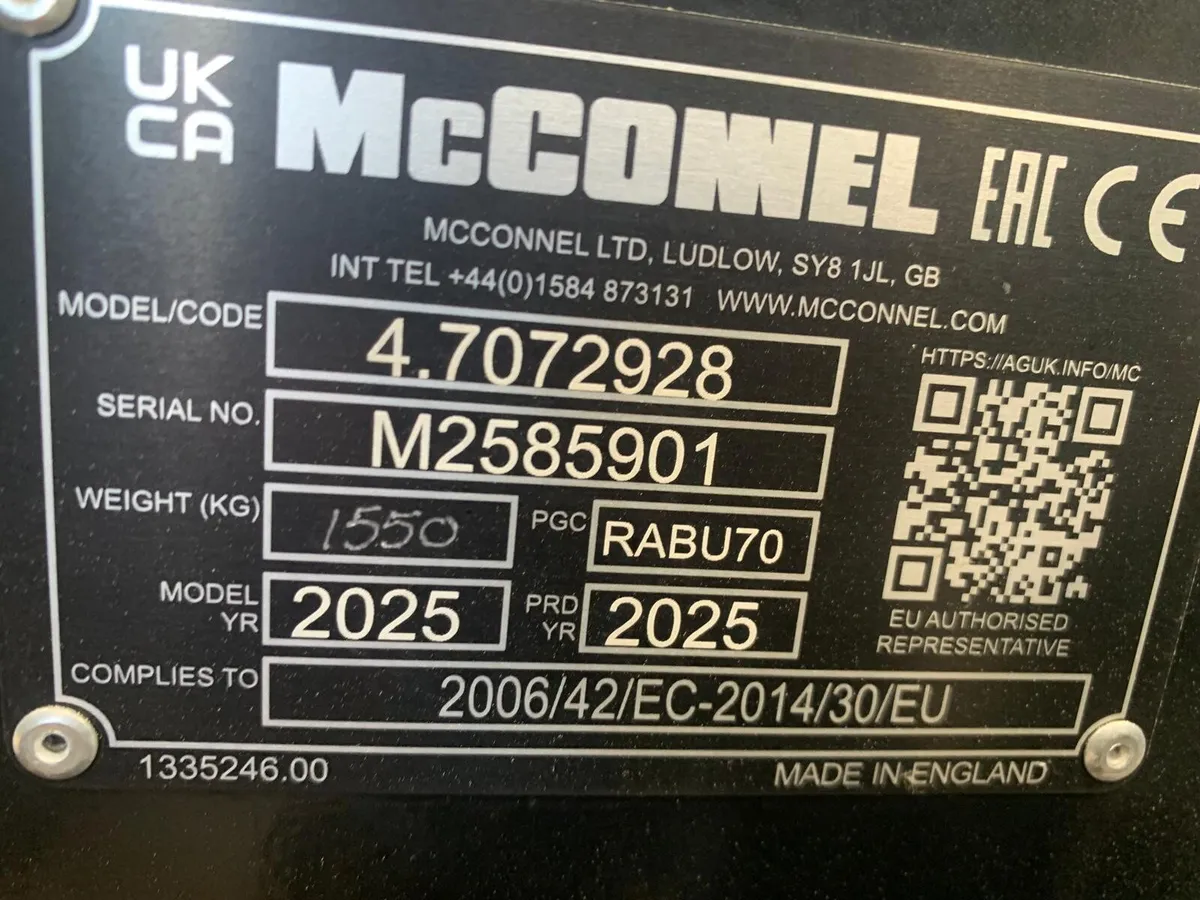 UK
CA
McCONNEL
EAC CE
MCCONNEL LTD, LUDLOW, SY8 1JL, GB
INT TEL +44(0)1584 873131 WWW.MCCONNEL.COM
MODEL/CODE 4.7072928
HTTPS://AGUK.INFO/MC
SERIAL NO. M2585901
WEIGHT (KG) 1550 PGC RABU70
MODEL YR 2025 PRD YR 2025
EU AUTHORISED
REPRESENTATIVE
COMPLIES TO 2006/42/EC-2014/30/EU
1335246.00 MADE IN ENGLAND